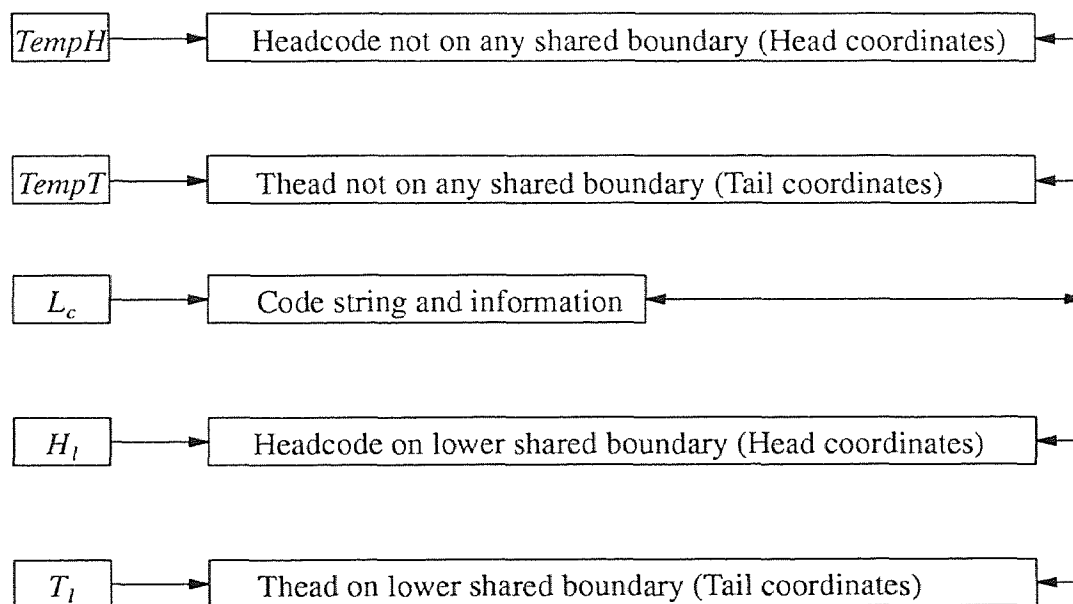 TempH Headcode not on any shared boundary (Head coordinates)
TempT Thead not on any shared boundary (Tail coordinates)
L_c Code string and information
H_l Headcode on lower shared boundary (Head coordinates)
T_l Thead on lower shared boundary (Tail coordinates)